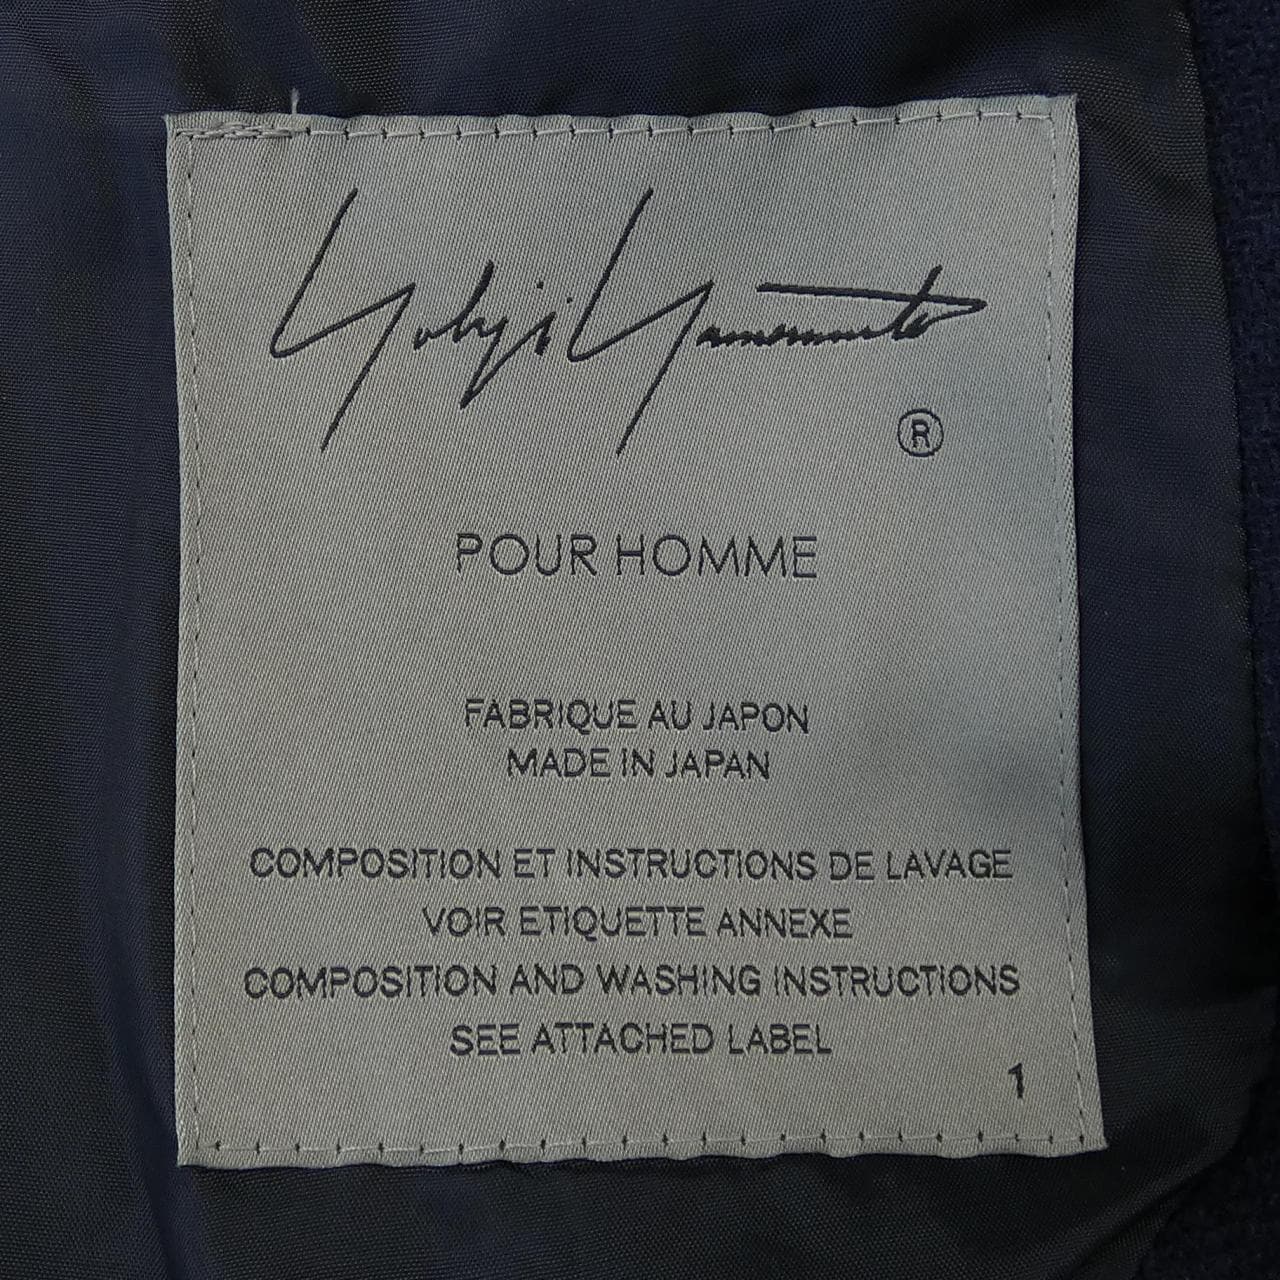 Yohji Yamamoto
®
POUR HOMME
FABRIQUE AU JAPON
MADE IN JAPAN
COMPOSITION ET INSTRUCTIONS DE LAVAGE
VOIR ETIQUETTE ANNEXE
COMPOSITION AND WASHING INSTRUCTIONS
SEE ATTACHED LABEL
1